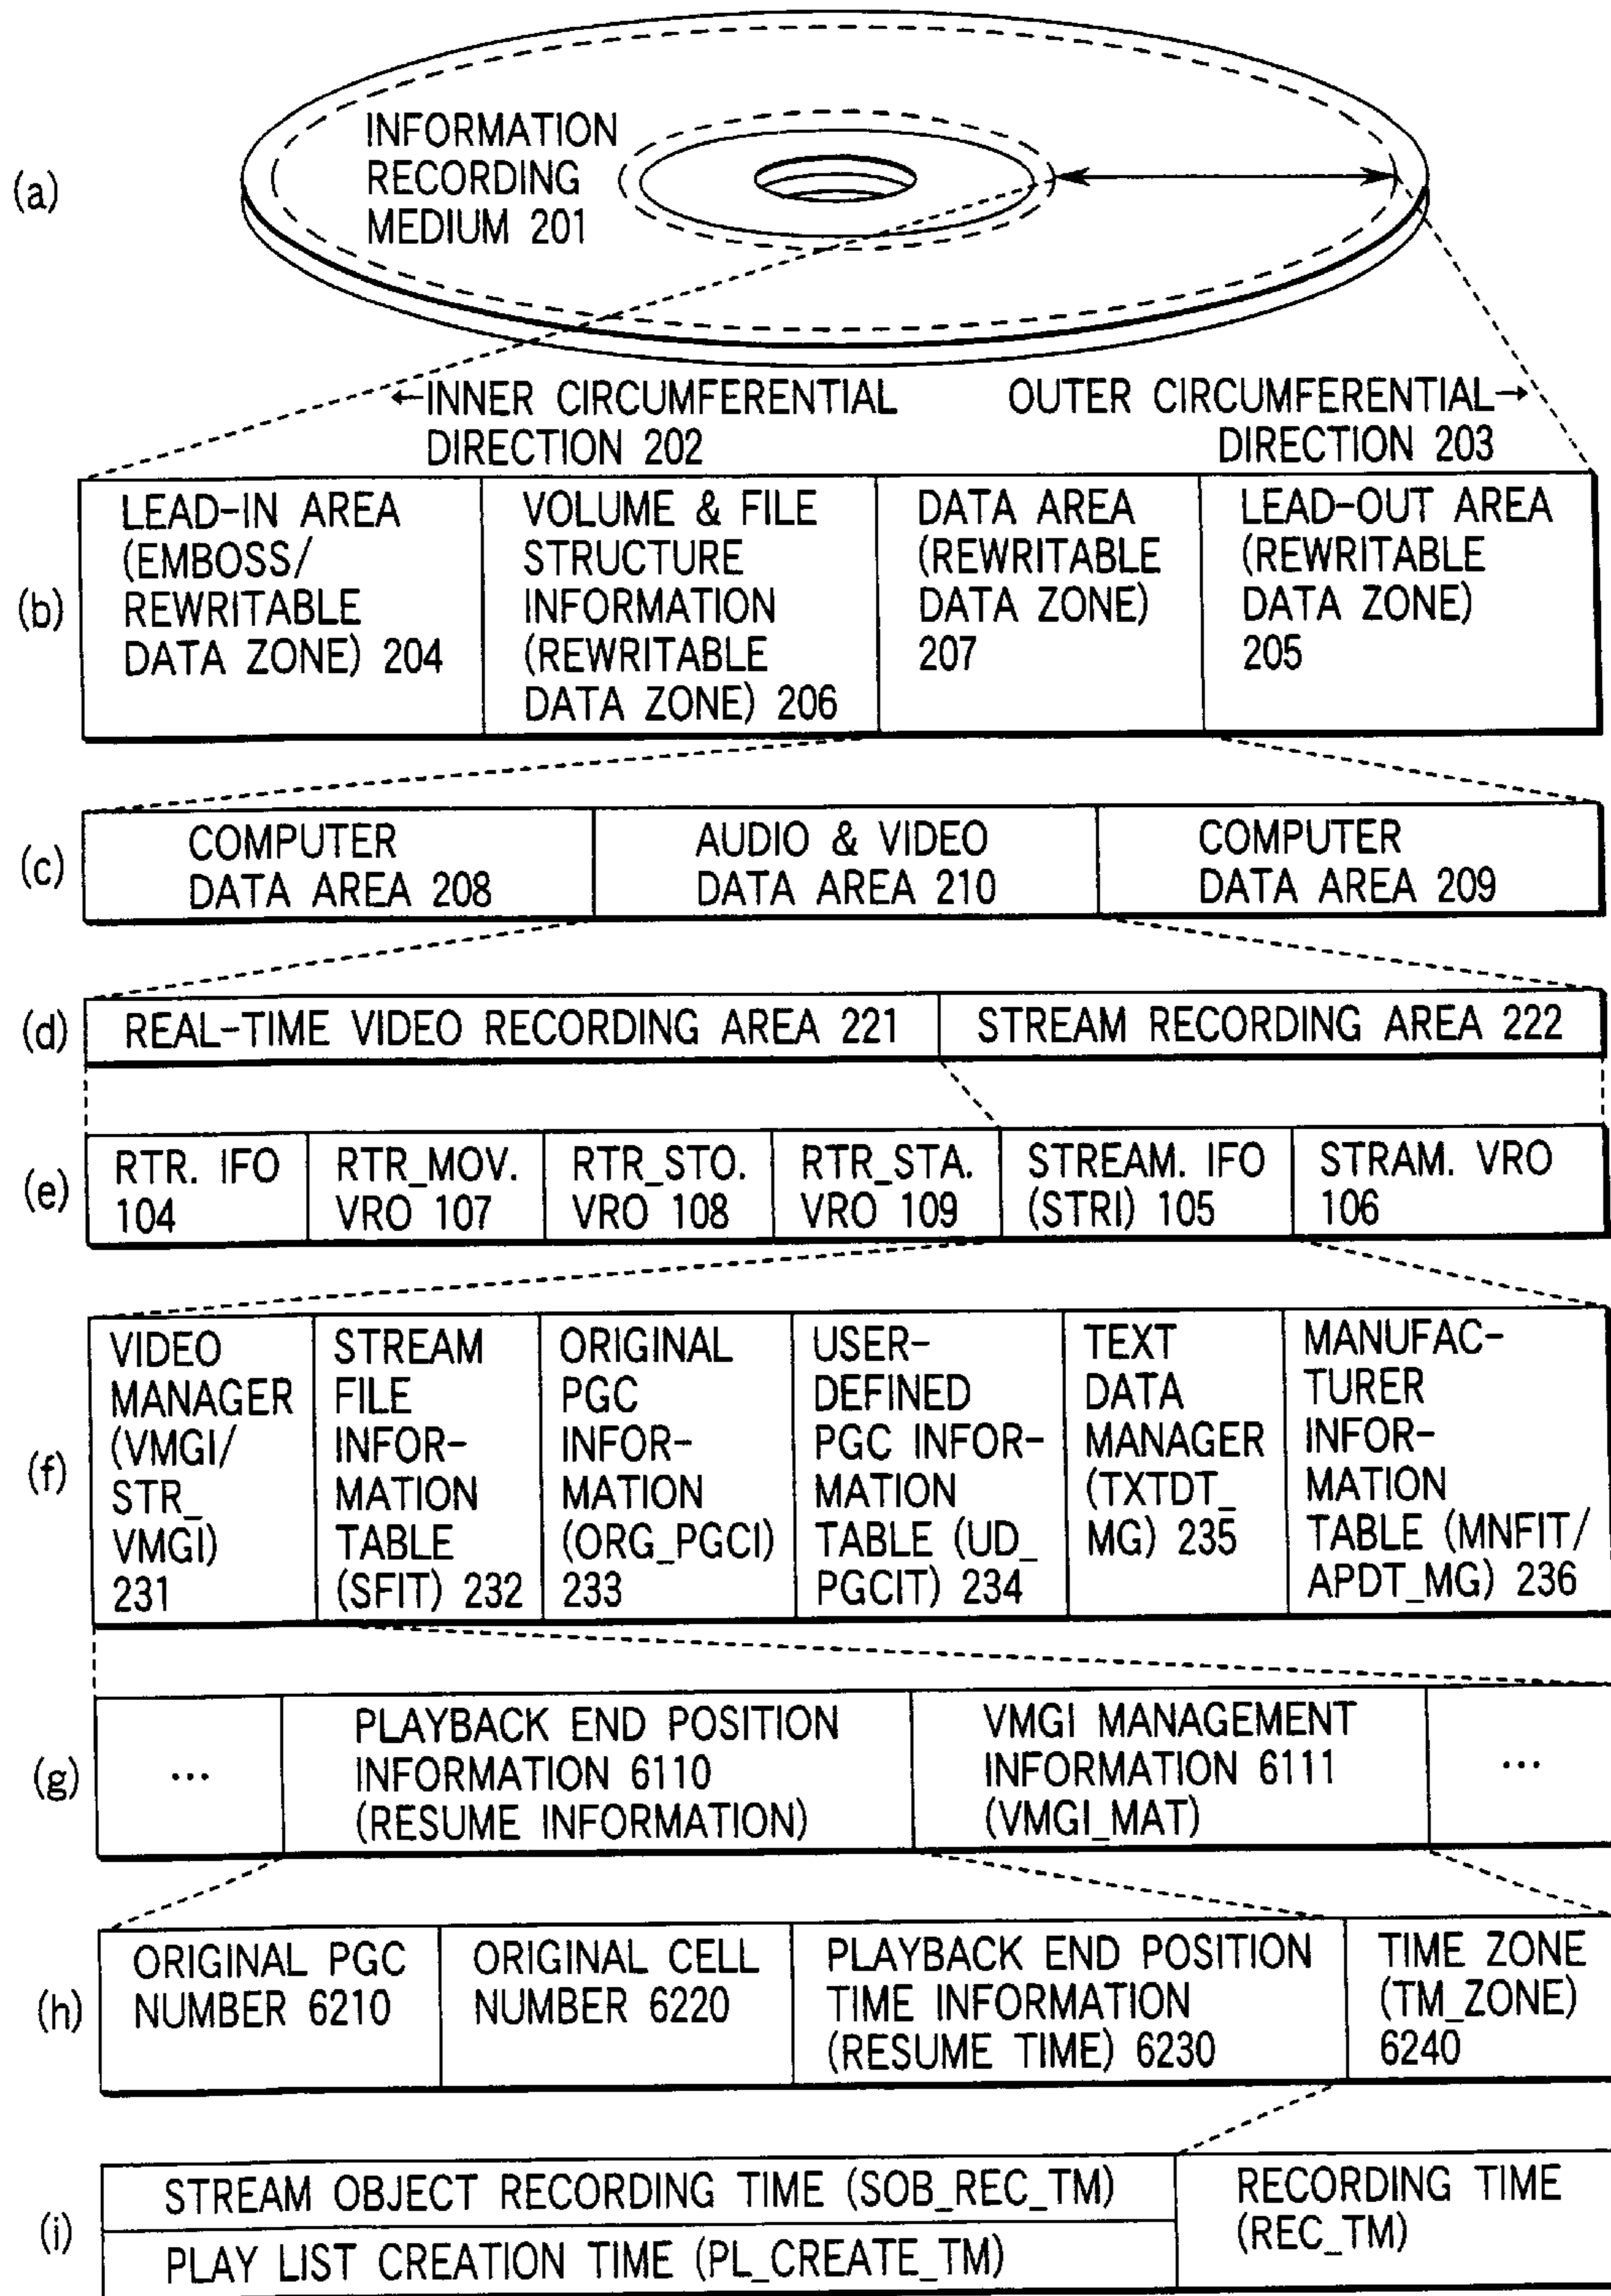 (a)
INFORMATION
RECORDING
MEDIUM 201
←INNER CIRCUMFERENTIAL
DIRECTION 202
OUTER CIRCUMFERENTIAL→
DIRECTION 203
(b)
LEAD-IN AREA
(EMBOSS/
REWRITABLE
DATA ZONE) 204
VOLUME & FILE
STRUCTURE
INFORMATION
(REWRITABLE
DATA ZONE) 206
DATA AREA
(REWRITABLE
DATA ZONE)
207
LEAD-OUT AREA
(REWRITABLE
DATA ZONE)
205
(c)
COMPUTER
DATA AREA 208
AUDIO & VIDEO
DATA AREA 210
COMPUTER
DATA AREA 209
(d)
REAL-TIME VIDEO RECORDING AREA 221
STREAM RECORDING AREA 222
(e)
RTR. IFO
104
RTR_MOV.
VRO 107
RTR_STO.
VRO 108
RTR_STA.
VRO 109
STREAM. IFO
(STRI) 105
STRAM. VRO
106
(f)
VIDEO
MANAGER
(VMGI/
STR_
VMGI)
231
STREAM
FILE
INFOR-
MATION
TABLE
(SFIT) 232
ORIGINAL
PGC
INFOR-
MATION
(ORG_PGCI)
233
USER-
DEFINED
PGC INFOR-
MATION
TABLE (UD_
PGCIT) 234
TEXT
DATA
MANAGER
(TXTDT_
MG) 235
MANUFAC-
TURER
INFOR-
MATION
TABLE (MNFIT/
APDT_MG) 236
(g)
...
PLAYBACK END POSITION
INFORMATION 6110
(RESUME INFORMATION)
VMGI MANAGEMENT
INFORMATION 6111
(VMGI_MAT)
...
(h)
ORIGINAL PGC
NUMBER 6210
ORIGINAL CELL
NUMBER 6220
PLAYBACK END POSITION
TIME INFORMATION
(RESUME TIME) 6230
TIME ZONE
(TM_ZONE)
6240
(i)
STREAM OBJECT RECORDING TIME (SOB_REC_TM)
PLAY LIST CREATION TIME (PL_CREATE_TM)
RECORDING TIME
(REC_TM)